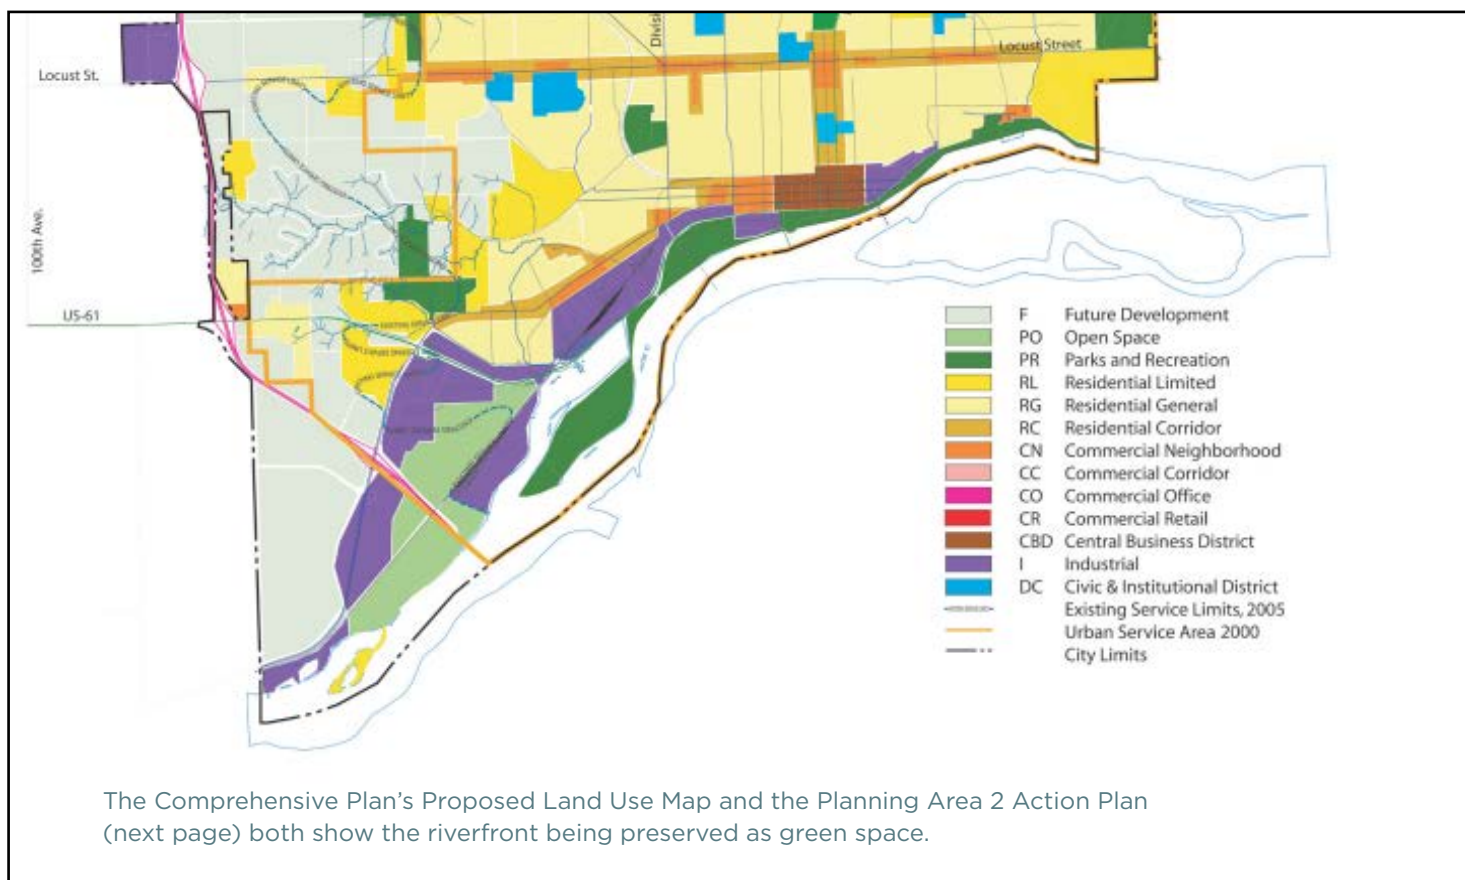 Divisi
Locust Street
Locust St.
100th Ave.
US-61
F Future Development
PO Open Space
PR Parks and Recreation
RL Residential Limited
RG Residential General
RC Residential Corridor
CN Commercial Neighborhood
CC Commercial Corridor
CO Commercial Office
CR Commercial Retail
CBD Central Business District
I Industrial
DC Civic & Institutional District
Existing Service Limits, 2005
Urban Service Area 2000
City Limits
The Comprehensive Plan’s Proposed Land Use Map and the Planning Area 2 Action Plan
(next page) both show the riverfront being preserved as green space.